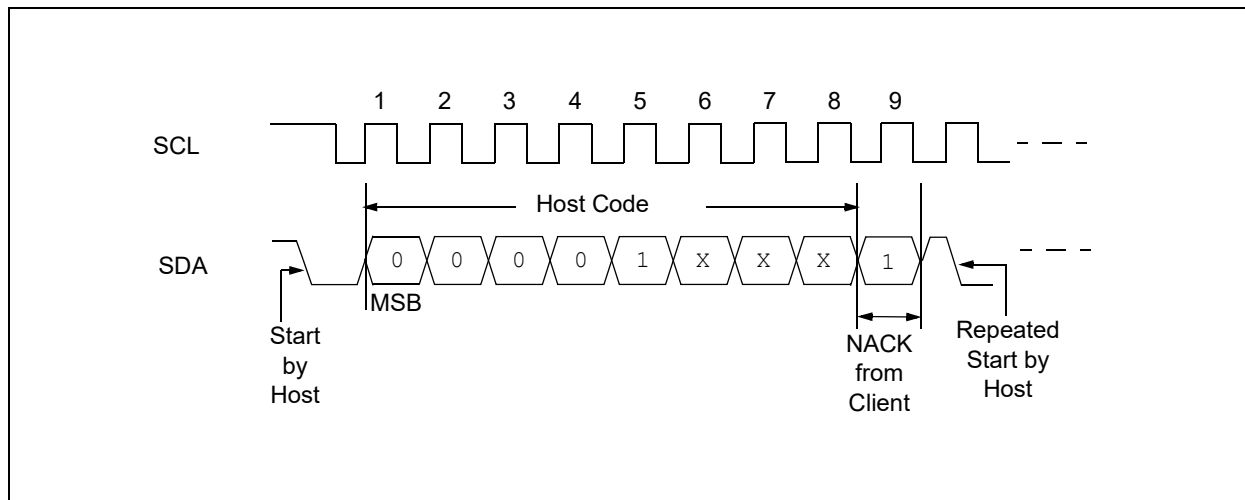 1 2 3 4 5 6 7 8 9
SCL
Host Code
SDA
0 0 0 0 1 X X X 1
MSB
Start
by
Host
NACK
from
Client
Repeated
Start by
Host